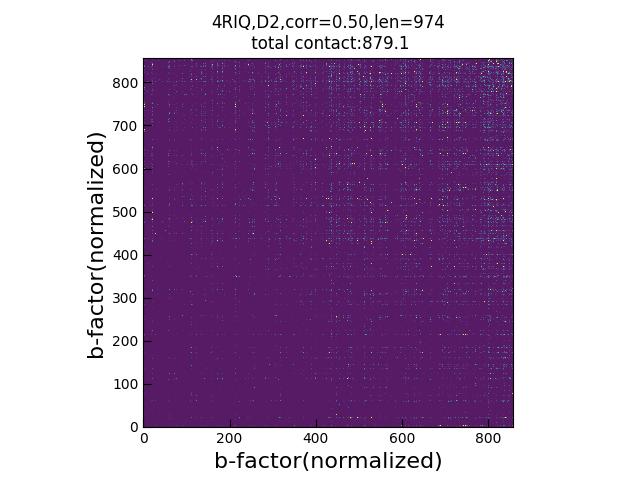 4RIQ,D2,corr=0.50,len=974
total contact:879.1
b-factor(normalized)
800
700
600
500
400
300
200
100
0
0 200 400 600 800
b-factor(normalized)